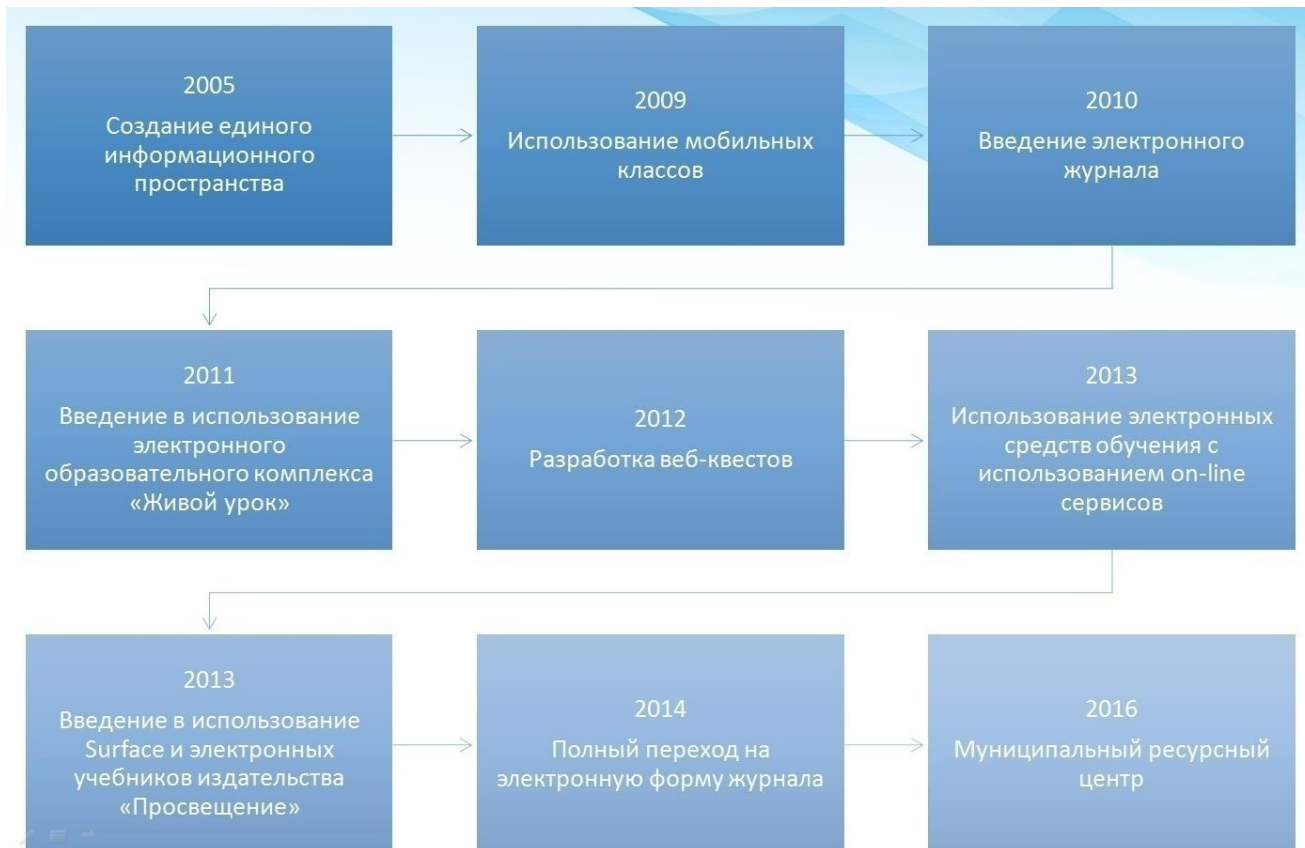 2005
Создание единого
информационного
пространства
2009
Использование мобильных
классов
2010
Введение электронного
журнала
2011
Введение в использование
электронного
образовательного комплекса
«Живой урок»
2012
Разработка веб-квестов
2013
Использование электронных
средств обучения с
использованием on-line
сервисов
2013
Введение в использование
Surface и электронных
учебников издательства
«Просвещение»
2014
Полный переход на
электронную форму журнала
2016
Муниципальный ресурсный
центр